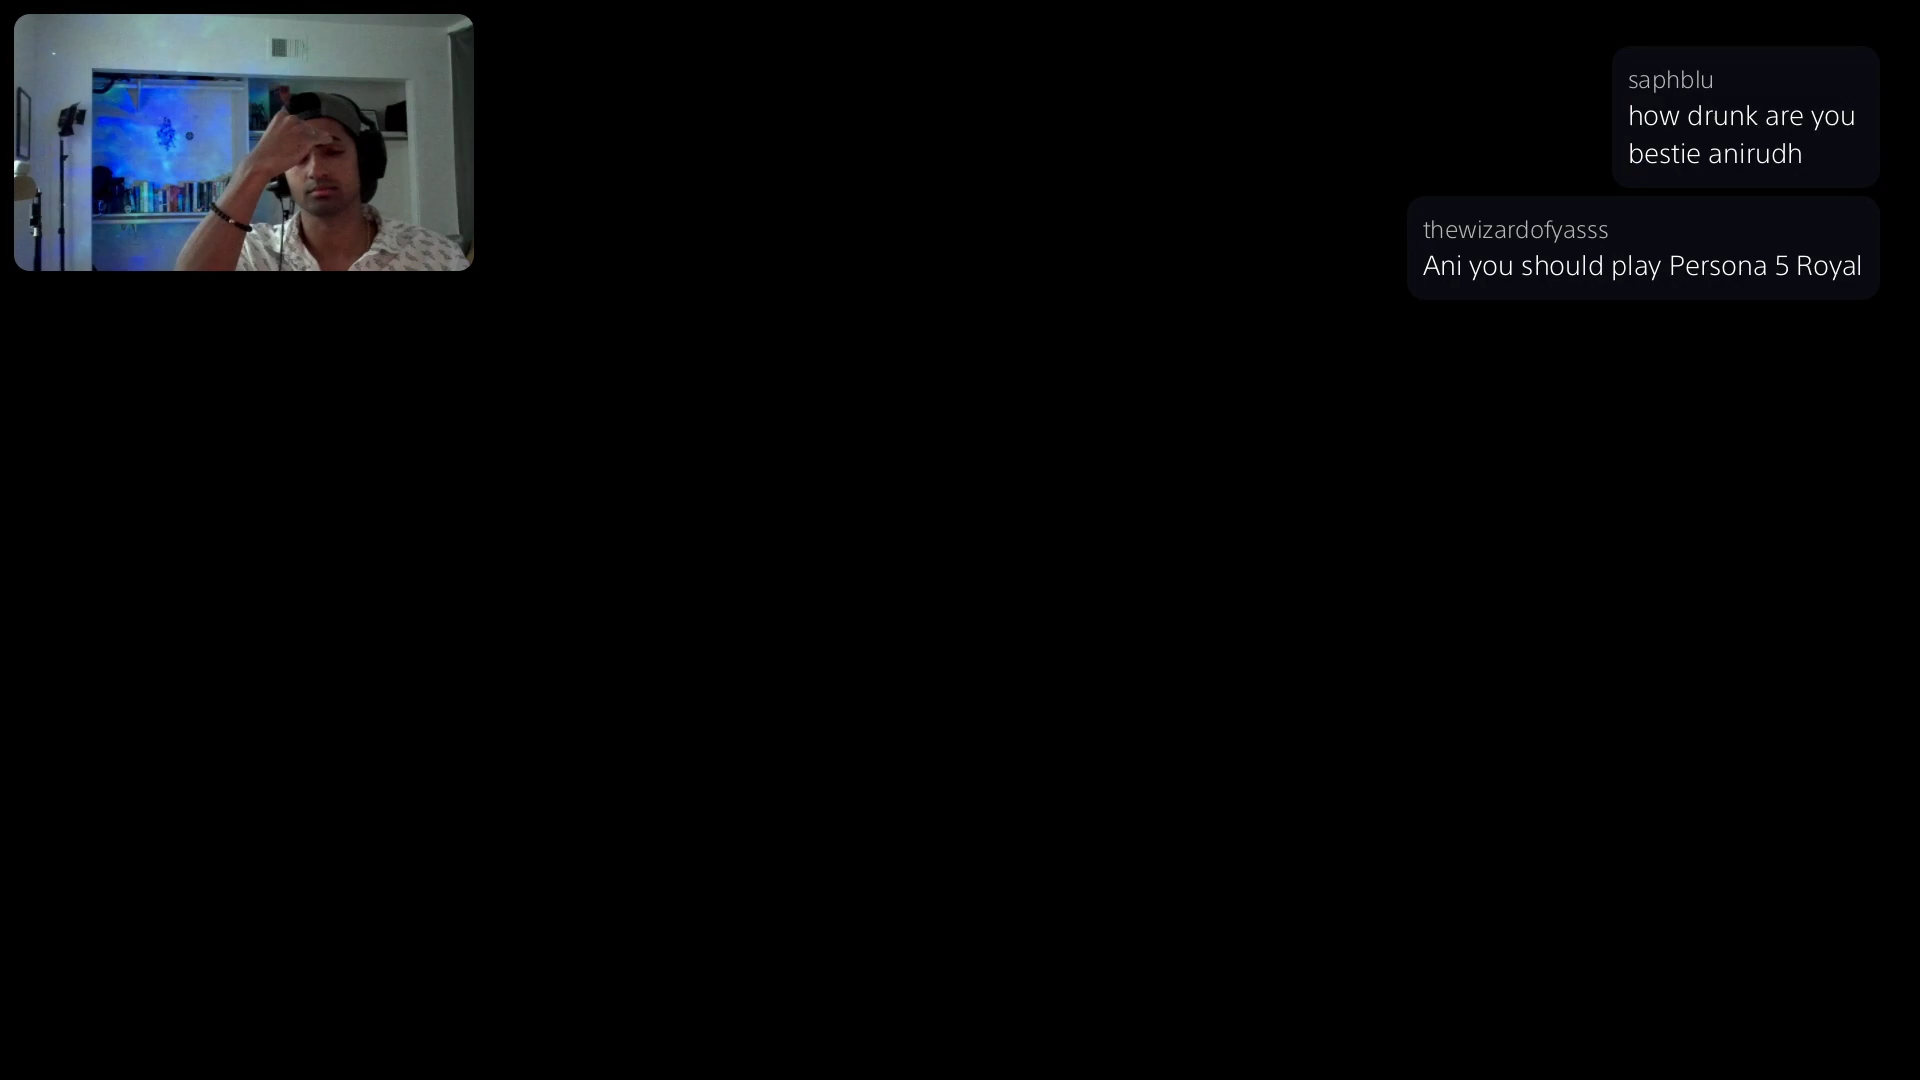 saphblu
how drunk are you
bestie anirudh
thewizardofyasss
Ani you should play Persona 5 Royal